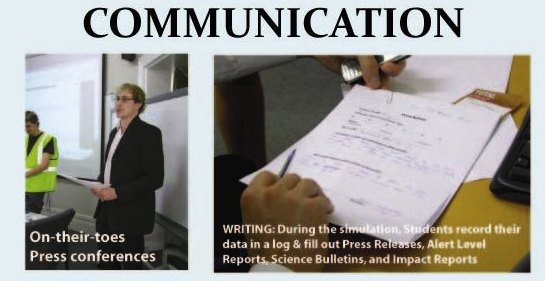 COMMUNICATION
On-their-toes
Press conferences
WRITING: During the simulation, Students record their
data in a log & fill out Press Releases, Alert Level
Reports, Science Bulletins, and Impact Reports